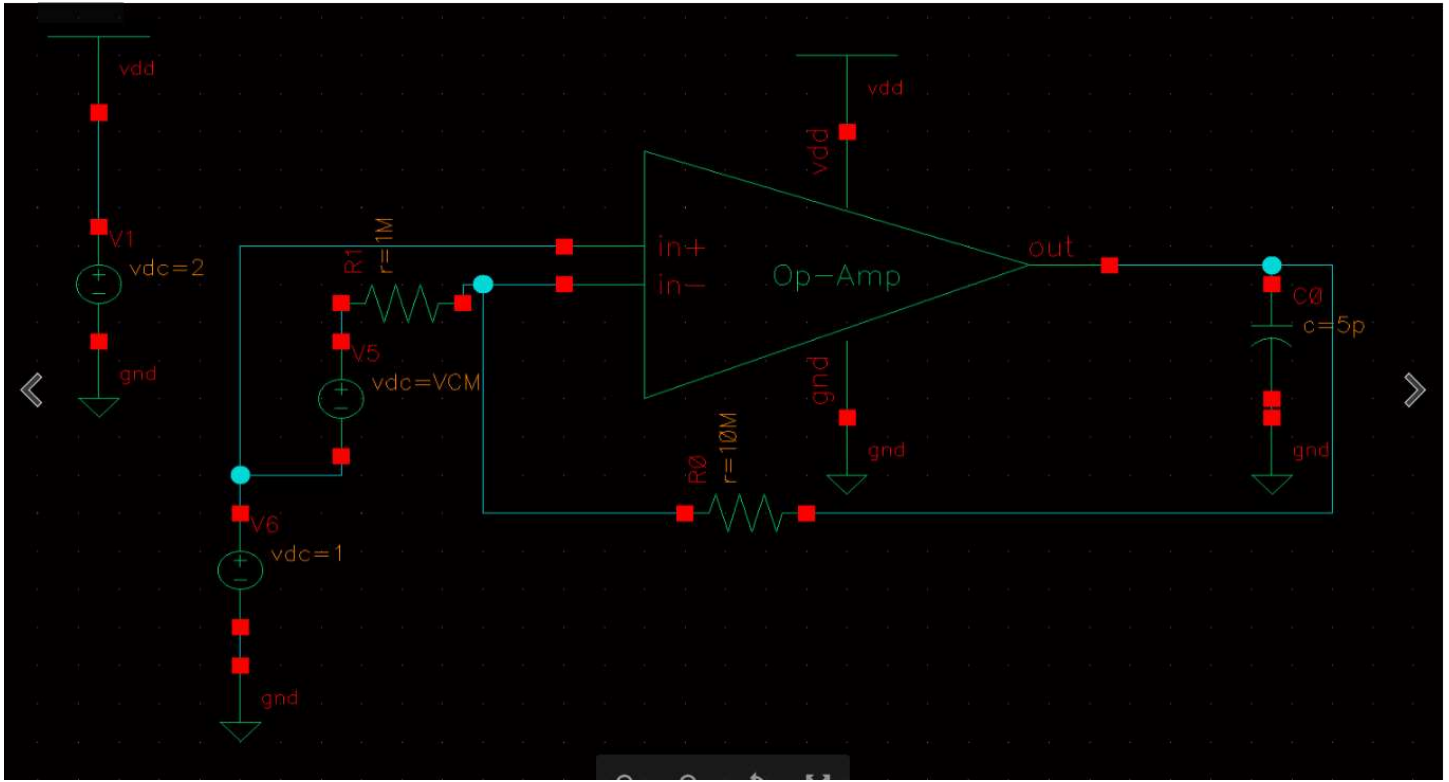 vdd
V1
vdc=2
gnd
R1
r=1M
V5
vdc=VCM
V6
vdc=1
gnd
vdd
vdd
in+
in-
Op-Amp
out
gnd
gnd
R0
r=10M
C0
c=5p
gnd